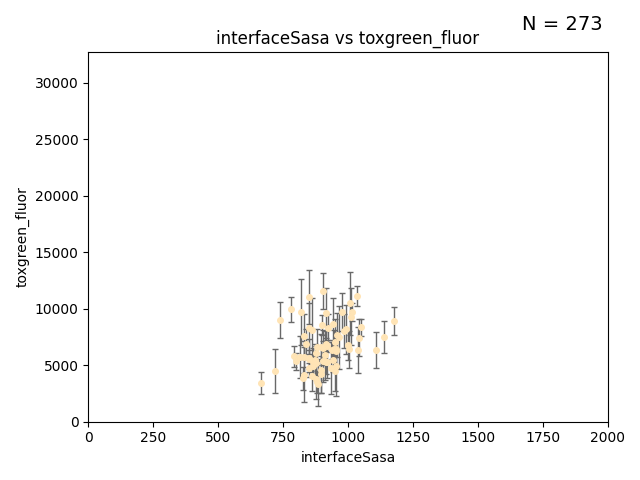 N = 273
interfaceSasa vs toxgreen_fluor
30000
25000
20000
15000
10000
5000
0
toxgreen_fluor
0 250 500 750 1000 1250 1500 1750 2000
interfaceSasa